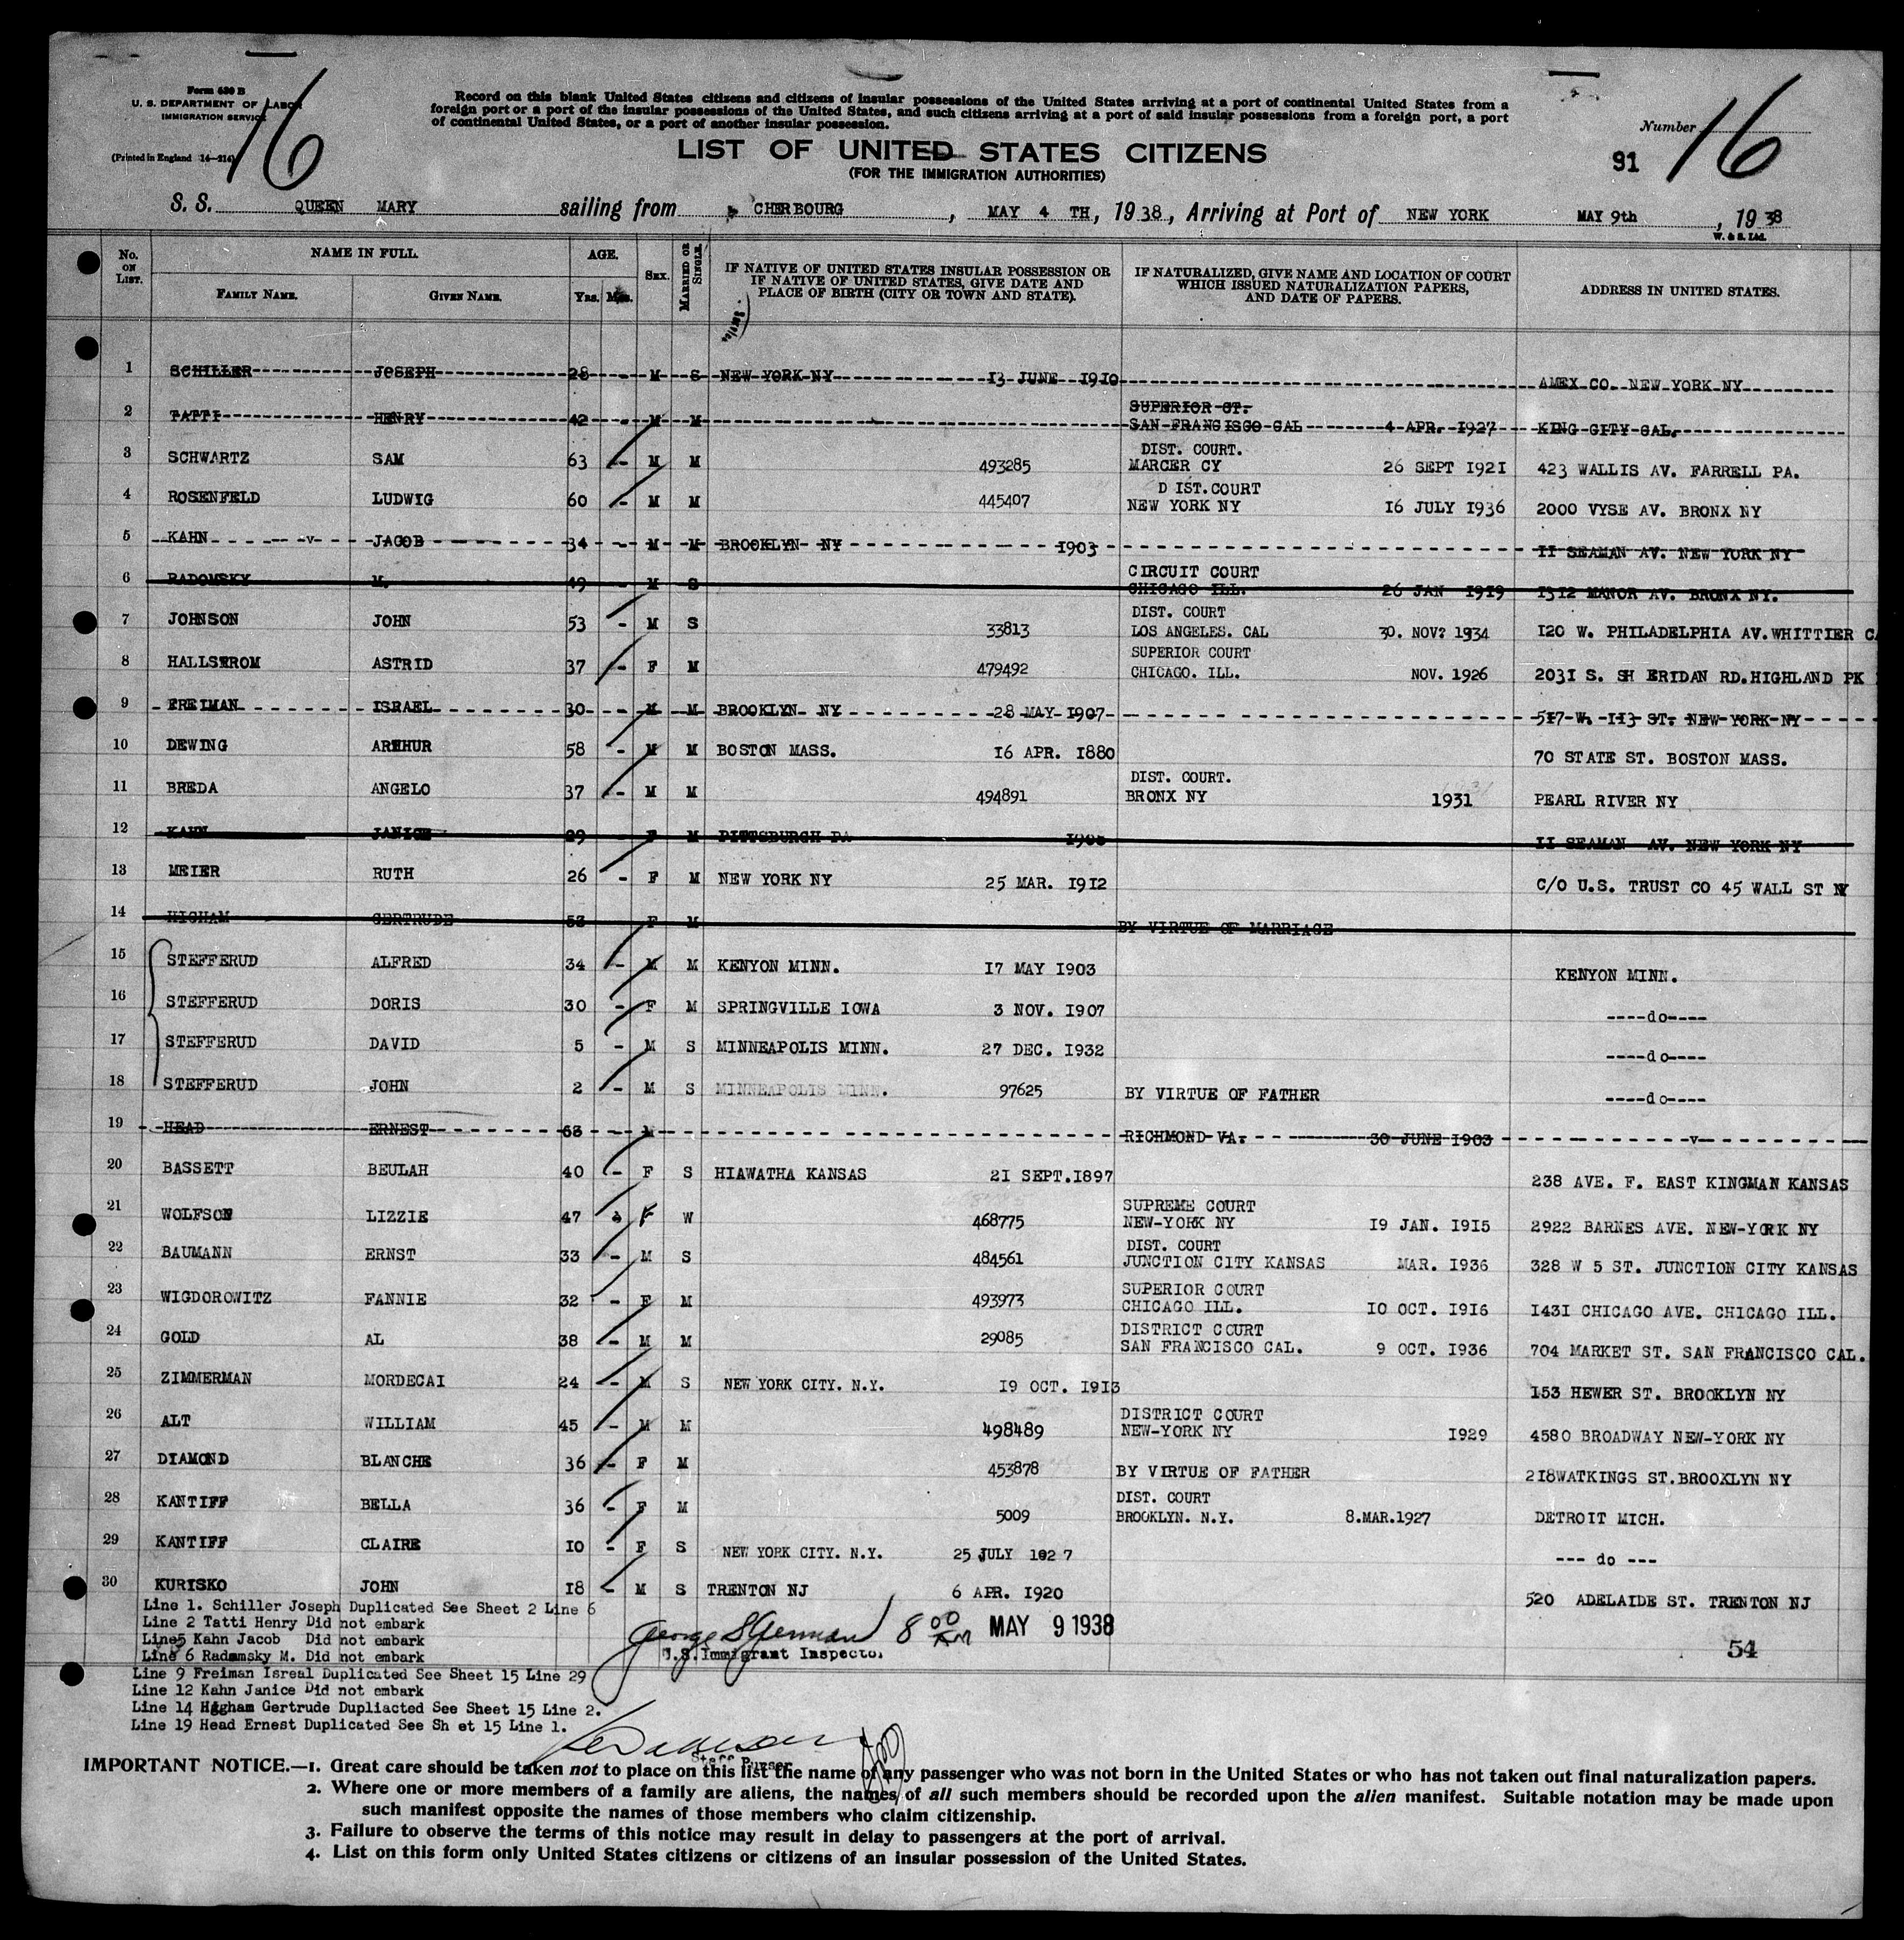 Form 630 B
U. S. DEPARTMENT OF LABOR
IMMIGRATION SERVICE
(Printed in England 14-214)
16
Record on this blank United States citizens and citizens of insular possessions of the United States arriving at a port of continental United States from a
foreign port or a port of the insular possessions of the United States, and such citizens arriving at a port of said insular possessions from a foreign port, a port
of continental United States, or a port of another insular possession.
LIST OF UNITED STATES CITIZENS
(FOR THE IMMIGRATION AUTHORITIES)
Number 16
91
S. S. QUEEN MARY sailing from CHERBOURG, MAY 4 TH, 1938, Arriving at Port of NEW YORK MAY 9th, 1938
W. & S. Ltd.
No. ON LIST. NAME IN FULL. AGE. SEX. MARRIED OR SINGLE. IF NATIVE OF UNITED STATES INSULAR POSSESSION OR IF NATIVE OF UNITED STATES, GIVE DATE AND PLACE OF BIRTH (CITY OR TOWN AND STATE). IF NATURALIZED, GIVE NAME AND LOCATION OF COURT WHICH ISSUED NATURALIZATION PAPERS, AND DATE OF PAPERS. ADDRESS IN UNITED STATES.
FAMILY NAME. GIVEN NAME. Yrs. Mos.
1 SCHILLER JOSEPH 28 - M S NEW YORK NY 13 JUNE 1910 AMEX CO. NEW YORK NY
2 TATTI HENRY 42 - M M SUPERIOR CT. SAN FRANCISCO CAL 4 APR. 1927 KING CITY CAL.
3 SCHWARTZ SAM 63 - M M 493285 DIST. COURT. MARCER CY 26 SEPT 1921 423 WALLIS AV. FARRELL PA.
4 ROSENFELD LUDWIG 60 - M M 445407 D IST.COURT NEW YORK NY 16 JULY 1936 2000 VYSE AV. BRONX NY
5 KAHN v JACOB 34 - M M BROOKLYN NY 1903 11 SEAMAN AV. NEW YORK NY
6 RADOMSKY M. 49 - M S CIRCUIT COURT CHICAGO ILL. 26 JAN 1919 1312 MANOR AV. BRONX NY.
7 JOHNSON JOHN 53 - M S 33813 DIST. COURT LOS ANGELES. CAL 30. NOV? 1934 120 W. PHILADELPHIA AV.WHITTIER CA
8 HALLSTROM ASTRID 37 - F M 479492 SUPERIOR COURT CHICAGO. ILL. NOV. 1926 2031 S. SH ERIDAN RD.HIGHLAND PK
9 FREIMAN ISRAEL 30 - M M BROOKLYN NY 28 MAY 1907 517 W. 113 ST. NEW YORK NY
10 DEWING ARTHUR 58 - M M BOSTON MASS. 16 APR. 1880 70 STATE ST. BOSTON MASS.
11 BREDA ANGELO 37 - M M 494891 DIST. COURT. BRONX NY 1931 PEARL RIVER NY
12 KAHN JANICE 29 - F M PITTSBURGH PA 1908 11 SEAMAN AV. NEW YORK NY
13 MEIER RUTH 26 - F M NEW YORK NY 25 MAR. 1912 C/O U.S. TRUST CO 45 WALL ST NY
14 HIGHAM GERTRUDE 53 F M BY VIRTUE OF MARRIAGE
15 STEFFERUD ALFRED 34 - M M KENYON MINN. 17 MAY 1903 KENYON MINN.
16 STEFFERUD DORIS 30 - F M SPRINGVILLE IOWA 3 NOV. 1907 ----do----
17 STEFFERUD DAVID 5 - M S MINNEAPOLIS MINN. 27 DEC. 1932 ----do----
18 STEFFERUD JOHN 2 - M S MINNEAPOLIS MINN. 97625 BY VIRTUE OF FATHER ----do----
19 HEAD ERNEST 63 - M RICHMOND VA. 30 JUNE 1903 v
20 BASSETT BEULAH 40 - F S HIAWATHA KANSAS 21 SEPT.1897 238 AVE. F. EAST KINGMAN KANSAS
21 WOLFSON LIZZIE 47 F W 468775 SUPREME COURT NEW-YORK NY 19 JAN. 1915 2922 BARNES AVE. NEW-YORK NY
22 BAUMANN ERNST 33 - M S 484561 DIST. COURT JUNCTION CITY KANSAS MAR. 1936 328 W 5 ST. JUNCTION CITY KANSAS
23 WIGDOROWITZ FANNIE 32 - F M 493973 SUPERIOR COURT CHICAGO ILL. 10 OCT. 1916 1431 CHICAGO AVE. CHICAGO ILL.
24 GOLD AL 38 - M M 29085 DISTRICT COURT SAN FRANCISCO CAL. 9 OCT. 1936 704 MARKET ST. SAN FRANCISCO CAL.
25 ZIMMERMAN MORDECAI 24 - M S NEW YORK CITY. N.Y. 19 OCT. 1913 153 HEWER ST. BROOKLYN NY
26 ALT WILLIAM 45 - M M 498489 DISTRICT COURT NEW-YORK NY 1929 4580 BROADWAY NEW-YORK NY
27 DIAMOND BLANCHE 36 - F M 453878 BY VIRTUE OF FATHER 218WATKINGS ST.BROOKLYN NY
28 KANTIFF BELLA 36 - F M 5009 DIST. COURT BROOKLYN. N.Y. 8.MAR.1927 DETROIT MICH.
29 KANTIFF CLAIRE 10 - F S NEW YORK CITY. N.Y. 25 JULY 1927 --- do ---
30 KURISKO JOHN 18 - M S TRENTON NJ 6 APR. 1920 520 ADELAIDE ST. TRENTON NJ
Line 1. Schiller Joseph Duplicated See Sheet 2 Line 6
Line 2 Tatti Henry Did not embark
Line5 Kahn Jacob Did not embark
Line 6 Radamsky M. Did not embark
Line 9 Freiman Isreal Duplicated See Sheet 15 Line 29
Line 12 Kahn Janice Did not embark
Line 14 Higham Gertrude Dupliacted See Sheet 15 Line 2.
Line 19 Head Ernest Duplicated See Sh et 15 Line 1.
8 00 AM MAY 9 1938
U.S. Immigrant Inspector
54
Staff Purser
IMPORTANT NOTICE.—1. Great care should be taken not to place on this list the name of any passenger who was not born in the United States or who has not taken out final naturalization papers.
2. Where one or more members of a family are aliens, the names of all such members should be recorded upon the alien manifest. Suitable notation may be made upon
such manifest opposite the names of those members who claim citizenship.
3. Failure to observe the terms of this notice may result in delay to passengers at the port of arrival.
4. List on this form only United States citizens or citizens of an insular possession of the United States.